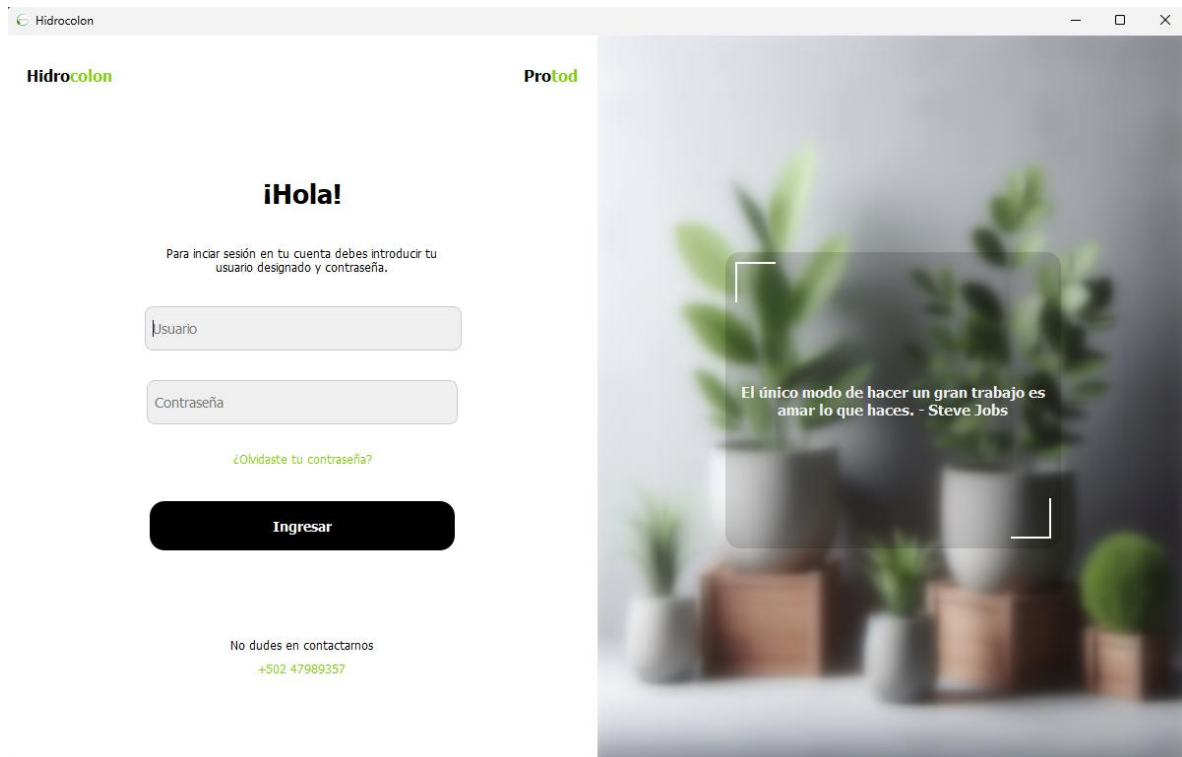 Hidrocolon
Hidrocolon
Protod
¡Hola!
Para inciar sesión en tu cuenta debes introducir tu
usuario designado y contraseña.
Usuario
Contraseña
¿Olvidaste tu contraseña?
Ingresar
No dudes en contactarnos
+502 47989357
El único modo de hacer un gran trabajo es
amar lo que haces. - Steve Jobs